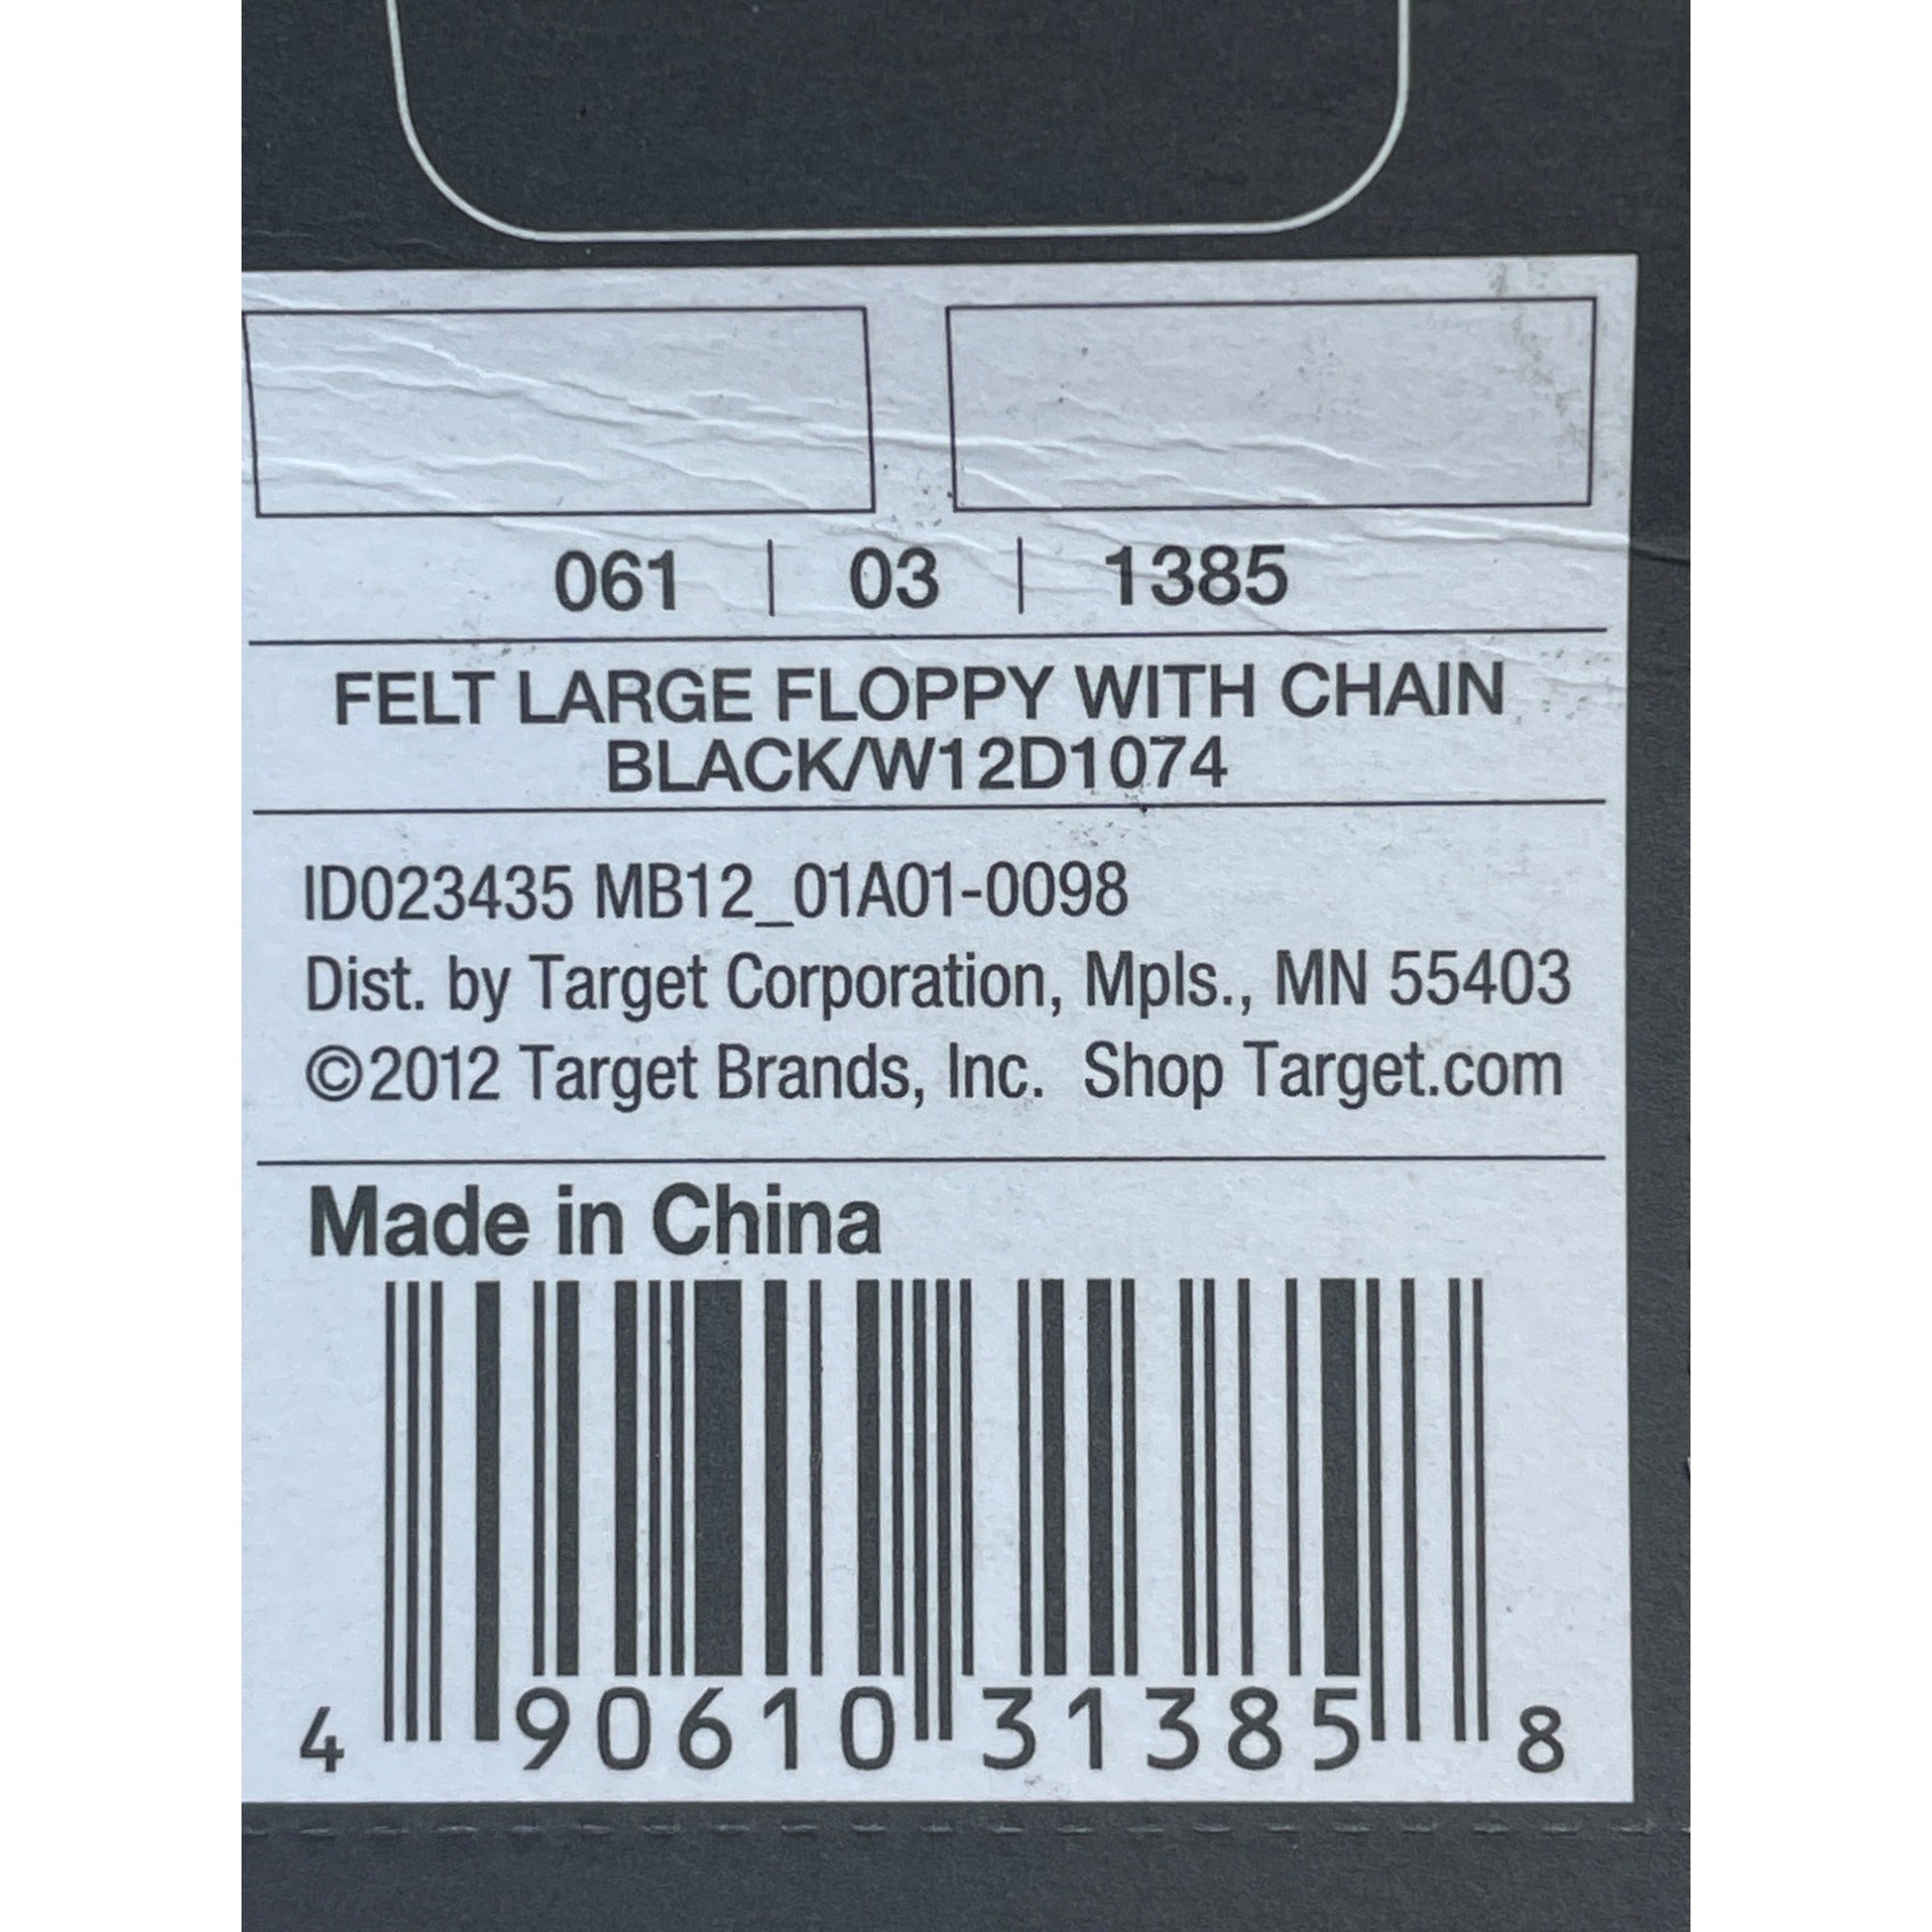 061 | 03 | 1385
FELT LARGE FLOPPY WITH CHAIN
BLACK/W12D1074
ID023435 MB12_01A01-0098
Dist. by Target Corporation, Mpls., MN 55403
©2012 Target Brands, Inc. Shop Target.com
Made in China
4 90610 31385 8